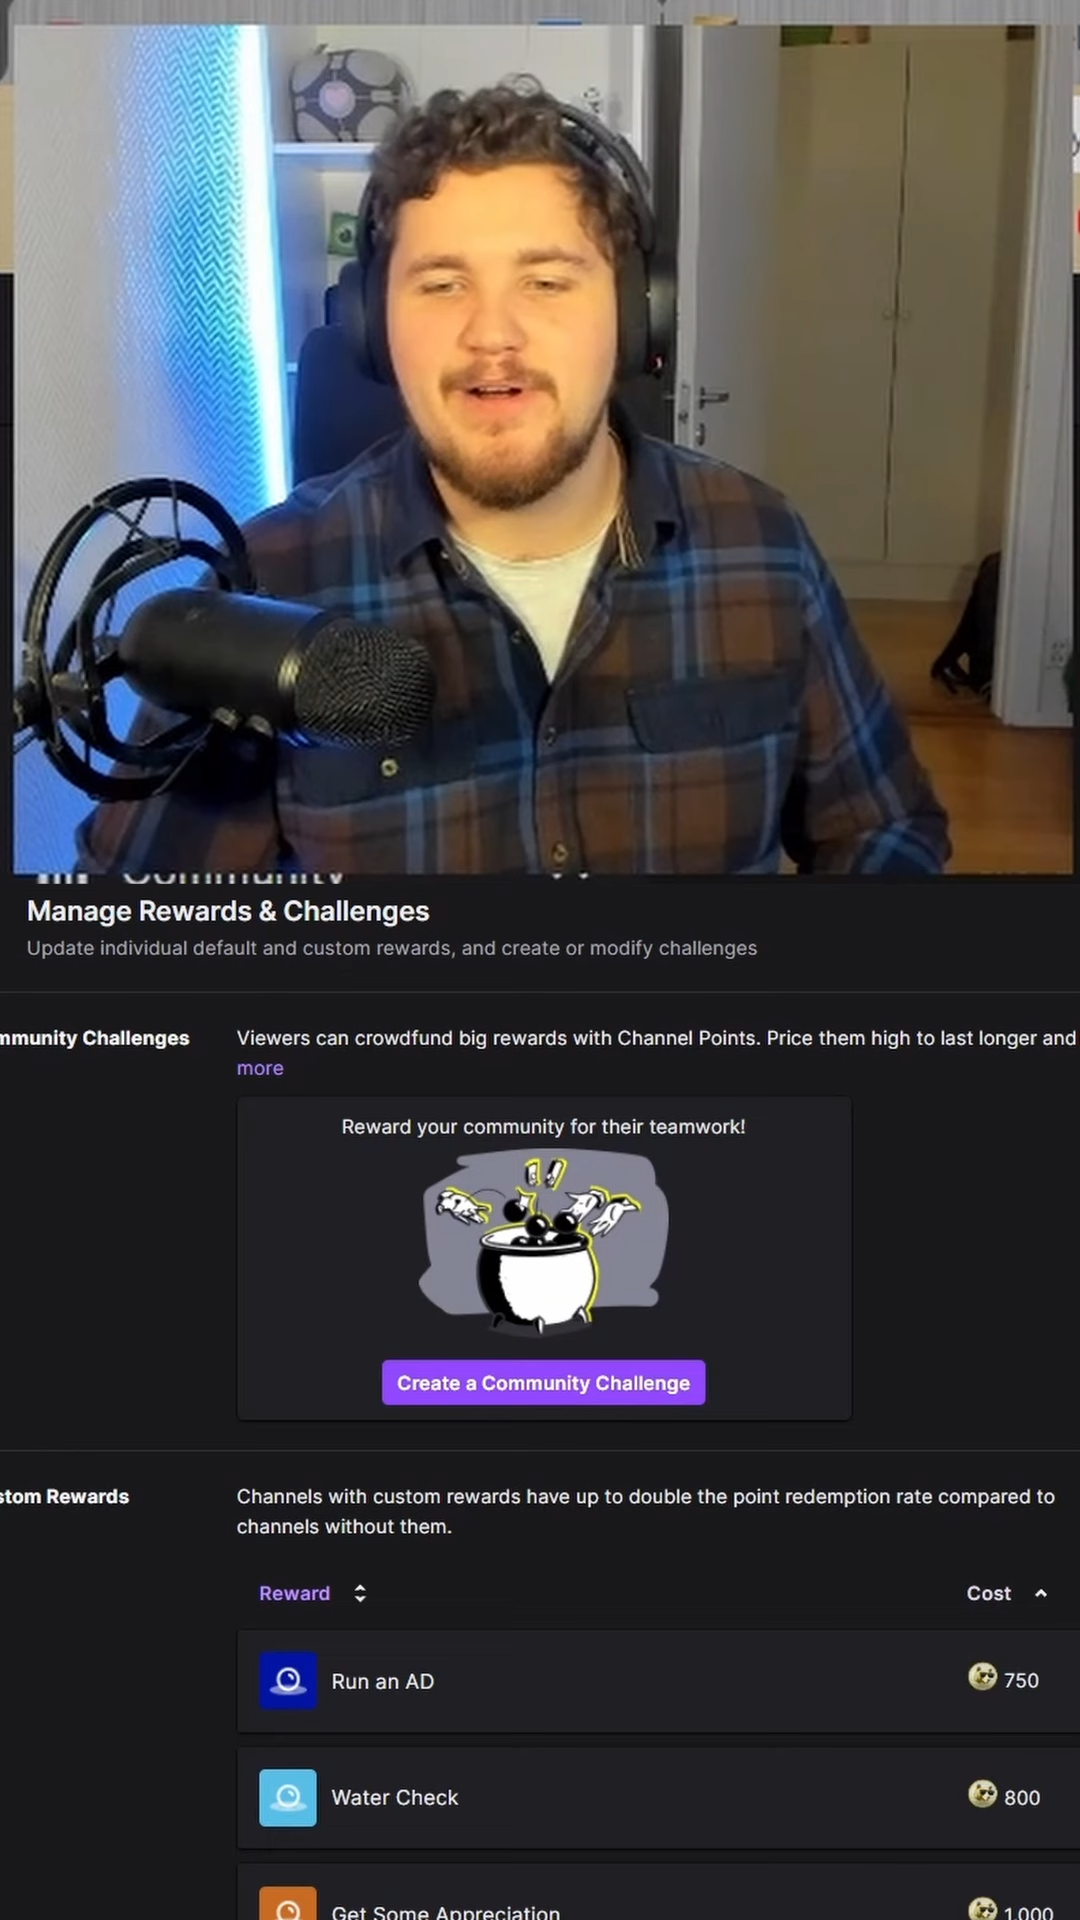 Community
Manage Rewards & Challenges
Update individual default and custom rewards, and create or modify challenges
mmunity Challenges
Viewers can crowdfund big rewards with Channel Points. Price them high to last longer and
more
Reward your community for their teamwork!
Create a Community Challenge
stom Rewards
Channels with custom rewards have up to double the point redemption rate compared to
channels without them.
Reward
Cost
Run an AD
750
Water Check
800
Get Some Appreciation
1,000